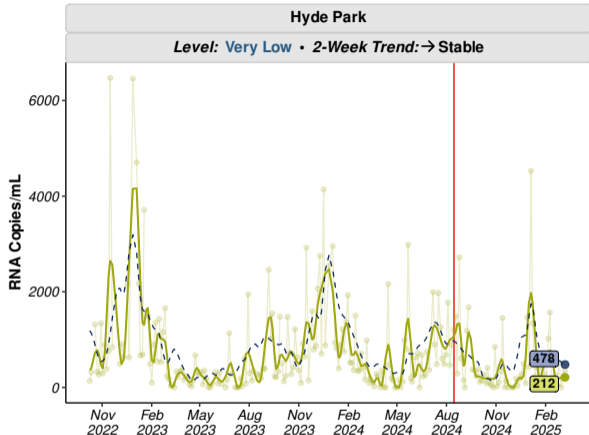 Hyde Park
Level: Very Low • 2-Week Trend: → Stable
RNA Copies/mL
6000
4000
2000
0
478
212
Nov 2022
Feb 2023
May 2023
Aug 2023
Nov 2023
Feb 2024
May 2024
Aug 2024
Nov 2024
Feb 2025